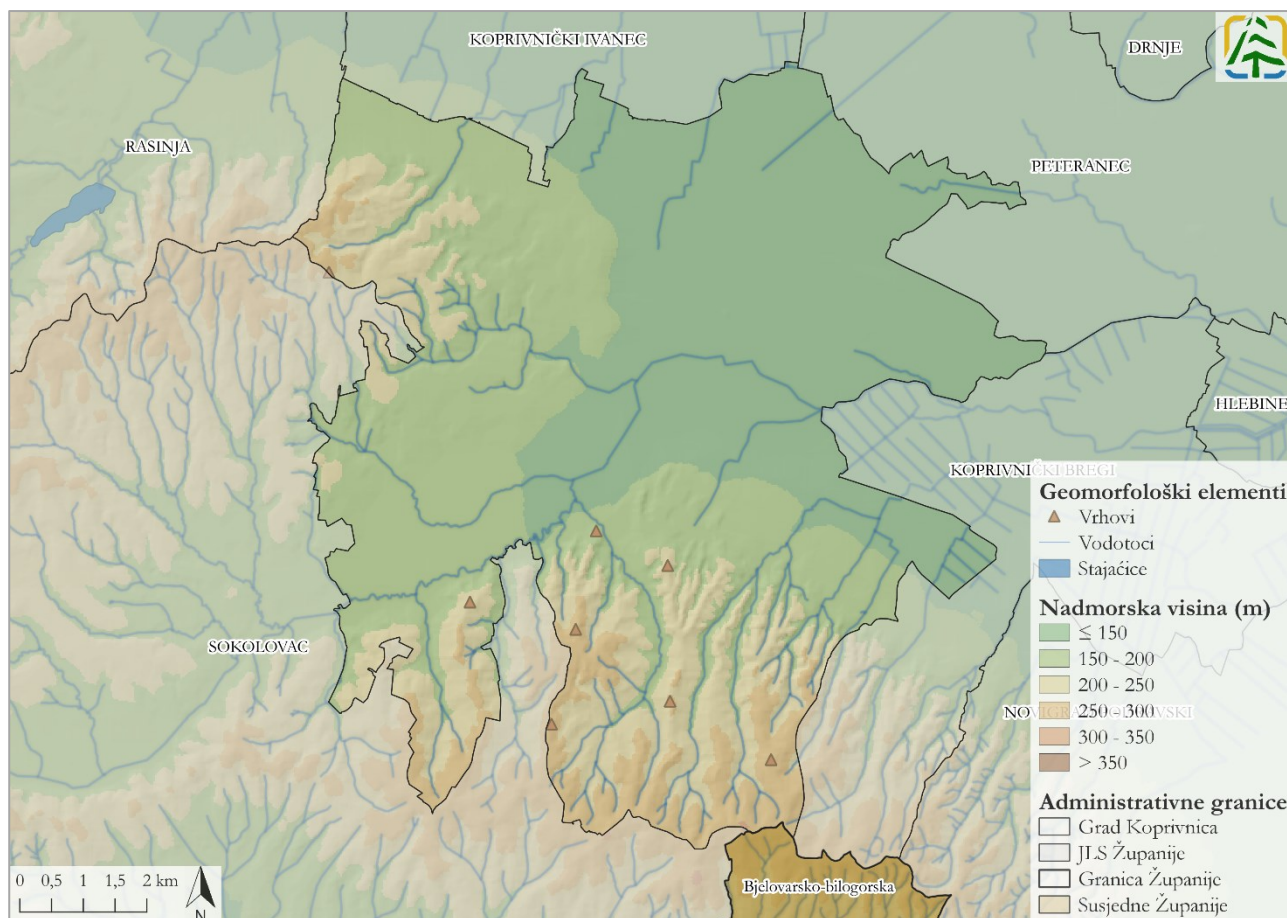 KOPRIVNIČKI IVANEC
DRNJE
RASINJA
PETERANEC
HLEBINE
KOPRIVNIČKI BREGI
SOKOLOVAC
Geomorfološki elementi
Vrhovi
Vodotoci
Stajaćice
Nadmorska visina (m)
≤ 150
150 - 200
200 - 250
250 - 300
300 - 350
> 350
Administrativne granice
Grad Koprivnica
JLS Županije
Granica Županije
Susjedne Županije
Bjelovarsko-bilogorska
0 0,5 1 1,5 2 km
N